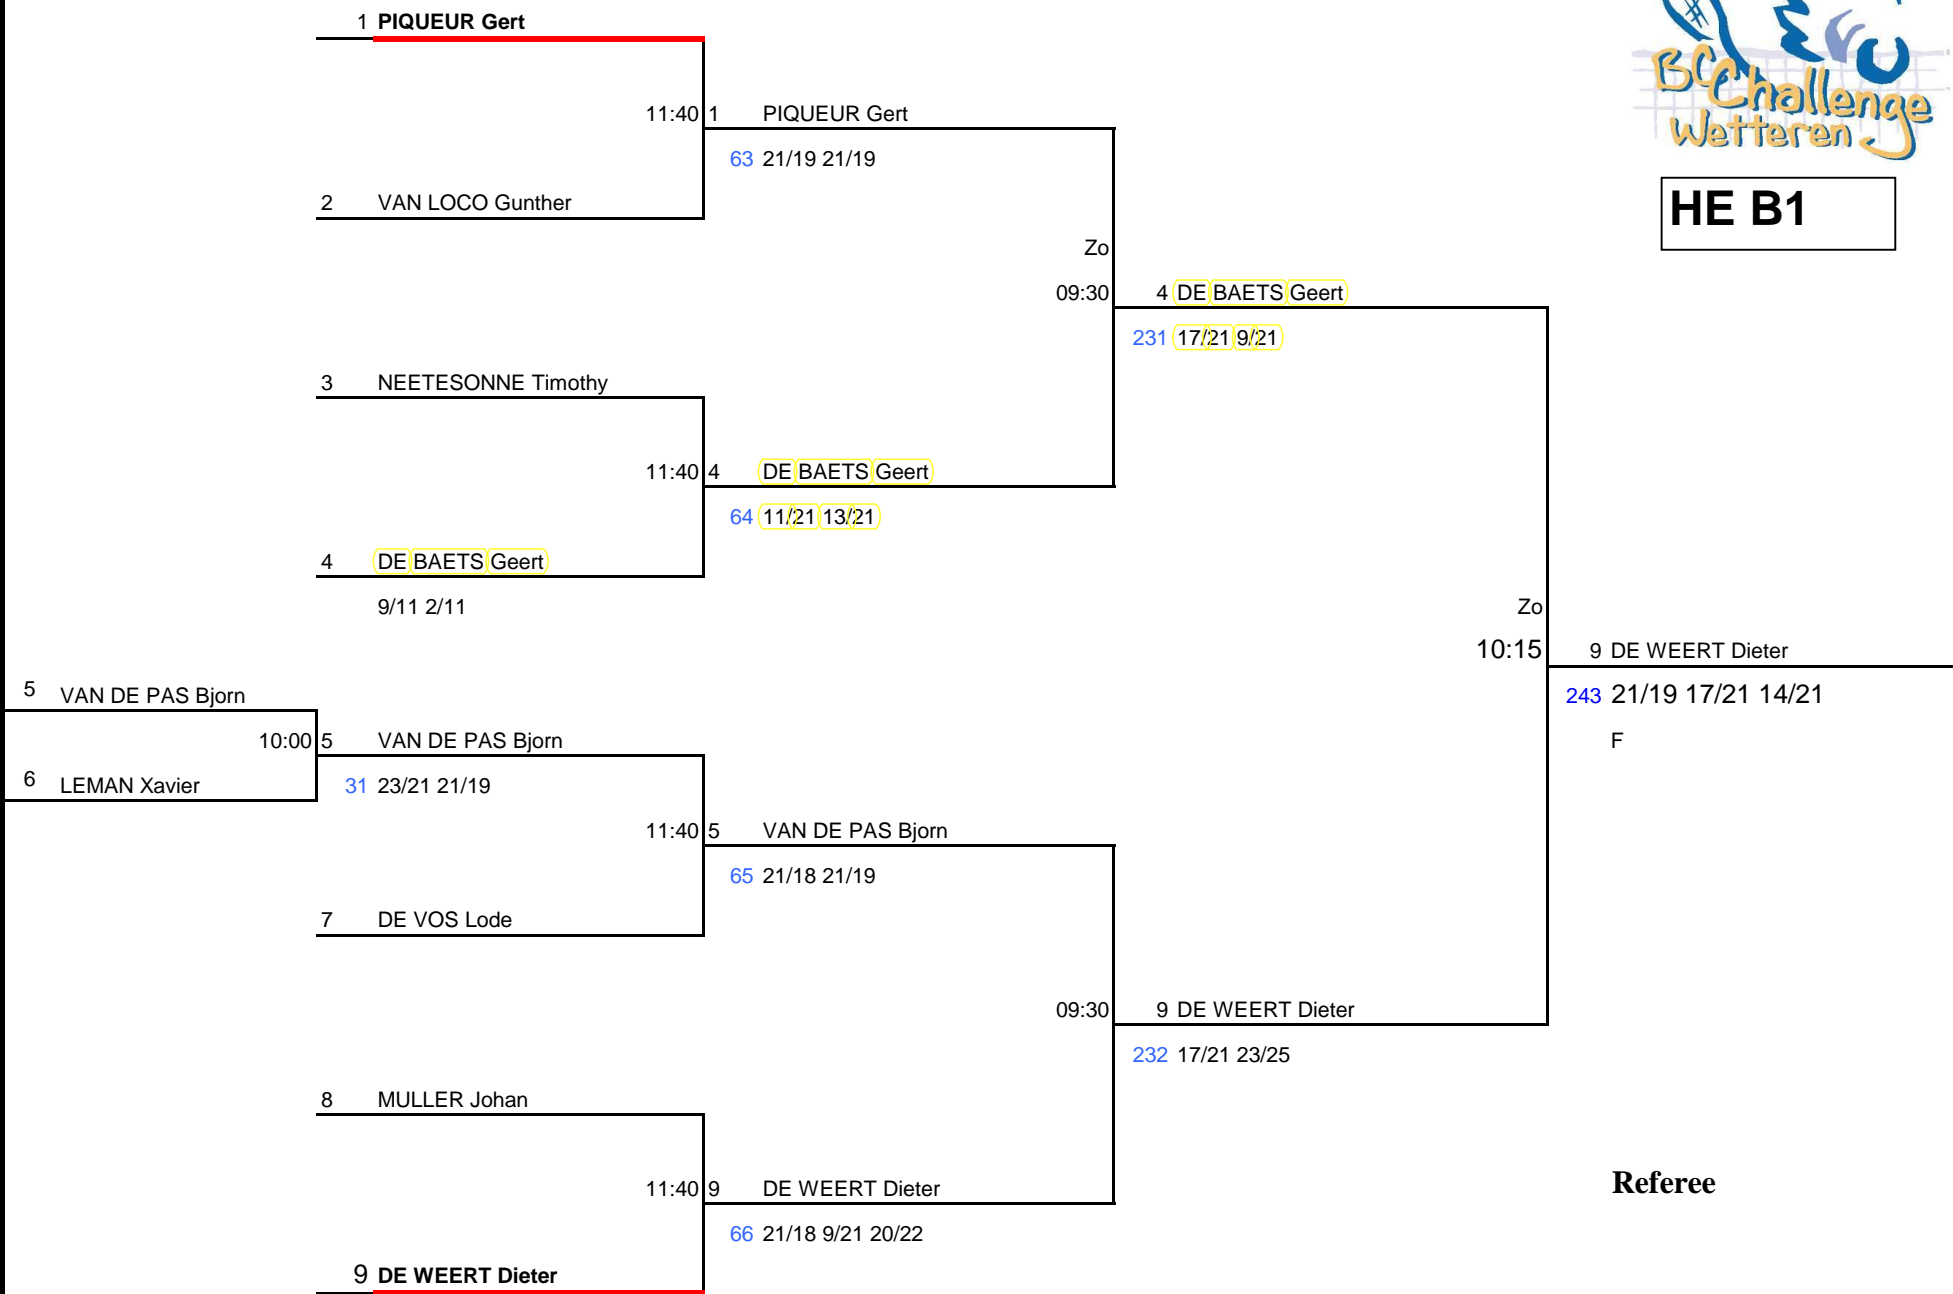 1 PIQUEUR Gert
BC Challenge
Wetteren
11:40 1 PIQUEUR Gert
63 21/19 21/19
HE B1
2 VAN LOCO Gunther
Zo
09:30 4 DE BAETS Geert
231 17/21 9/21
3 NEETESONNE Timothy
11:40 4 DE BAETS Geert
64 11/21 13/21
4 DE BAETS Geert
9/11 2/11
Zo
10:15 9 DE WEERT Dieter
5 VAN DE PAS Bjorn
243 21/19 17/21 14/21
10:00 5 VAN DE PAS Bjorn
F
6 LEMAN Xavier
31 23/21 21/19
11:40 5 VAN DE PAS Bjorn
65 21/18 21/19
7 DE VOS Lode
09:30 9 DE WEERT Dieter
232 17/21 23/25
8 MULLER Johan
11:40 9 DE WEERT Dieter
Referee
66 21/18 9/21 20/22
9 DE WEERT Dieter